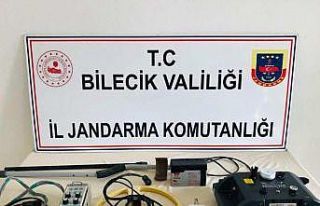 T.C
BİLECİK VALİLİĞİ
İL JANDARMA KOMUTANLIĞI